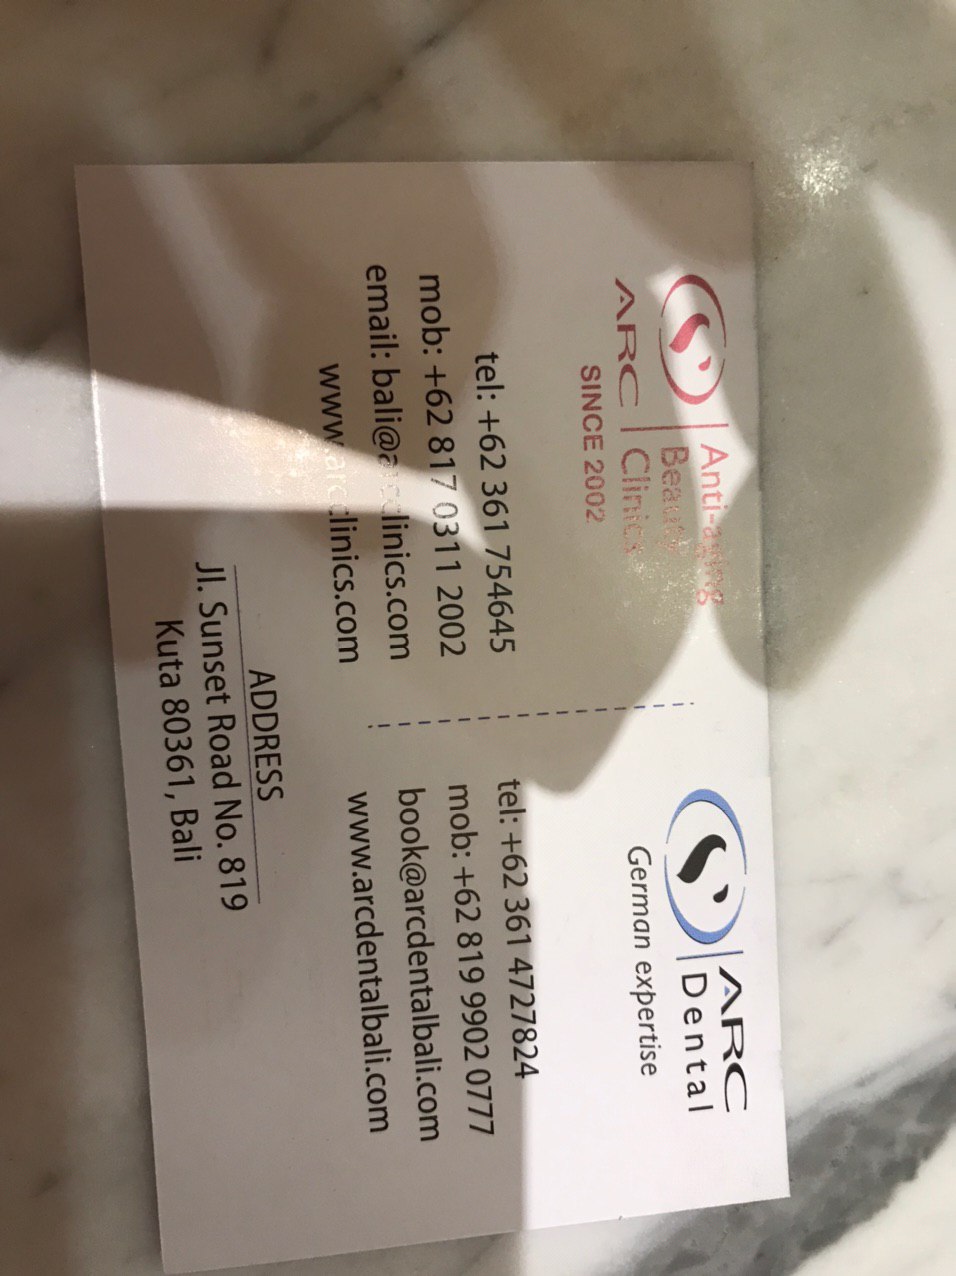 Anti-aging
Beauty
ARC | Clinics
SINCE 2002
tel: +62 361 754645
mob: +62 817 0311 2002
email: bali@arcclinics.com
www.arcclinics.com
ARC
Dental
German expertise
tel: +62 361 4727824
mob: +62 819 9902 0777
book@arcdentalbali.com
www.arcdentalbali.com
ADDRESS
Jl. Sunset Road No. 819
Kuta 80361, Bali